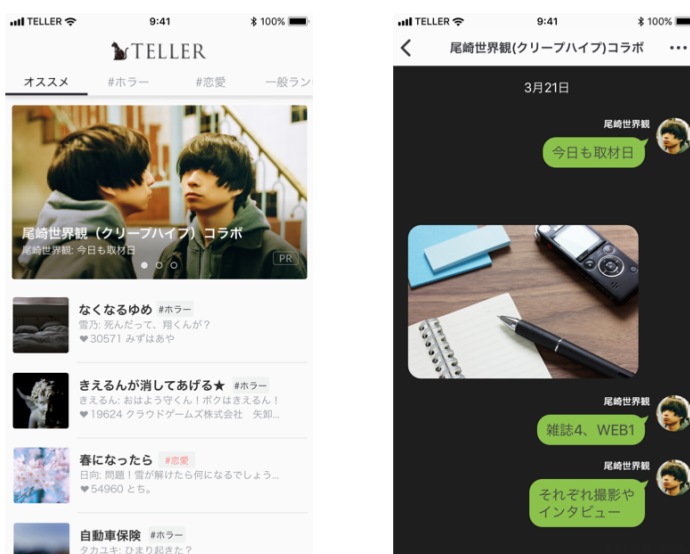 TELLER
9:41
100%
TELLER
オススメ
#ホラー
#恋愛
一般ラン
尾崎世界観（クリープハイプ）コラボ
尾崎世界観: 今日も取材日
PR
なくなるゆめ #ホラー
雪乃: 死んだって、翔くんが？
♥30571 みずはあや
きえるんが消してあげる★ #ホラー
きえるん: おはよう守くん！ボクはきえるん！
♥19624 クラウドゲームズ株式会社 矢卸...
春になったら #恋愛
日向: 問題！雪が解けたら何になるでしょう...
♥54960 とち。
自動車保険 #ホラー
タカユキ: ひまり起きた？
TELLER
9:41
100%
尾崎世界観(クリープハイプ)コラボ
3月21日
尾崎世界観
今日も取材日
尾崎世界観
雑誌4、WEB1
尾崎世界観
それぞれ撮影や
インタビュー